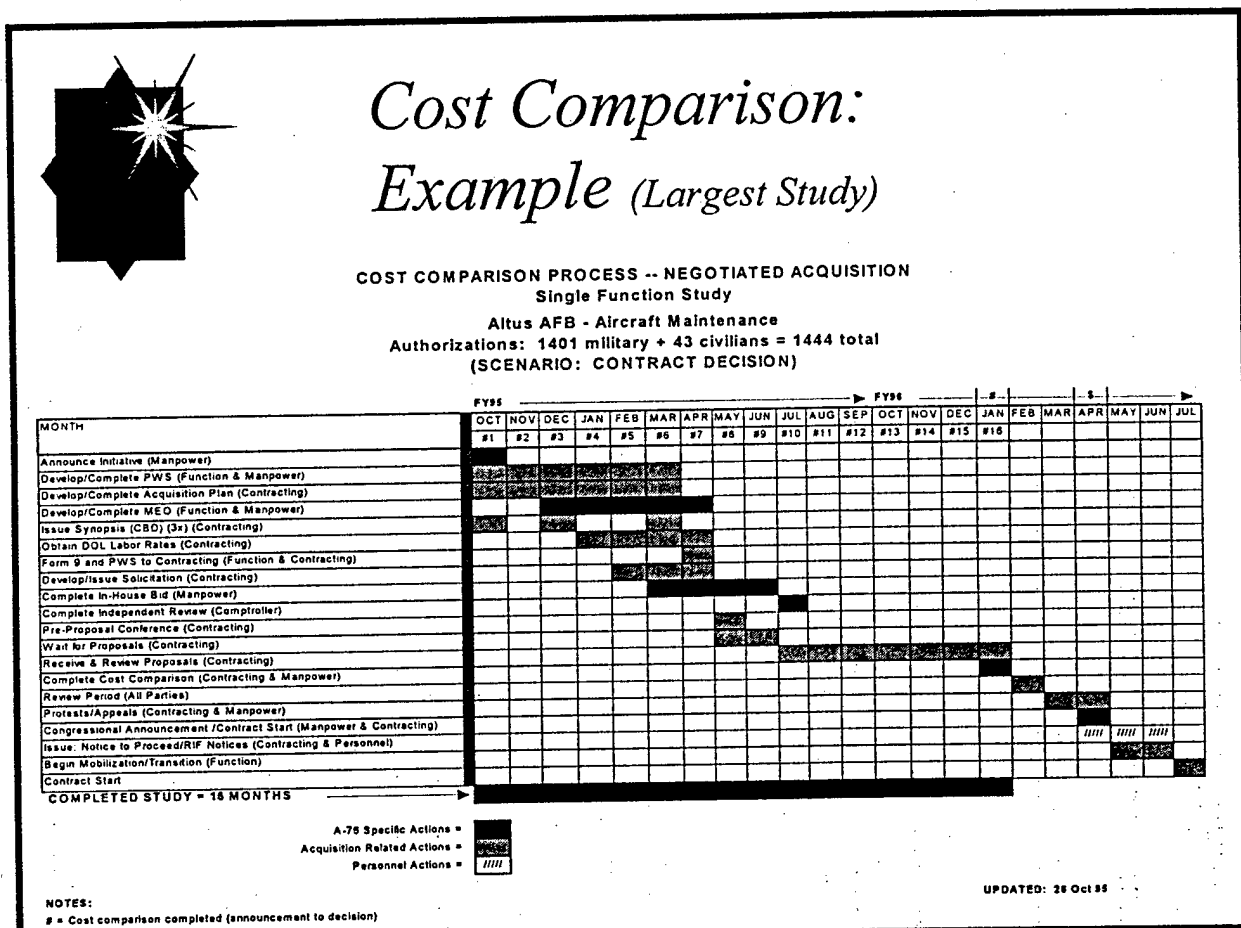 Cost Comparison:
Example (Largest Study)
COST COMPARISON PROCESS -- NEGOTIATED ACQUISITION
Single Function Study
Altus AFB - Aircraft Maintenance
Authorizations: 1401 military + 43 civilians = 1444 total
(SCENARIO: CONTRACT DECISION)
FY95 FY96 # $
MONTH OCT NOV DEC JAN FEB MAR APR MAY JUN JUL AUG SEP OCT NOV DEC JAN FEB MAR APR MAY JUN JUL
#1 #2 #3 #4 #5 #6 #7 #8 #9 #10 #11 #12 #13 #14 #15 #16
Announce Initiative (Manpower)
Develop/Complete PWS (Function & Manpower)
Develop/Complete Acquisition Plan (Contracting)
Develop/Complete MEO (Function & Manpower)
Issue Synopsis (CBD) (3x) (Contracting)
Obtain DOL Labor Rates (Contracting)
Form 9 and PWS to Contracting (Function & Contracting)
Develop/Issue Solicitation (Contracting)
Complete In-House Bid (Manpower)
Complete Independent Review (Comptroller)
Pre-Proposal Conference (Contracting)
Wait for Proposals (Contracting)
Receive & Review Proposals (Contracting)
Complete Cost Comparison (Contracting & Manpower)
Review Period (All Parties)
Protests/Appeals (Contracting & Manpower)
Congressional Announcement /Contract Start (Manpower & Contracting)
Issue: Notice to Proceed/RIF Notices (Contracting & Personnel)
Begin Mobilization/Transition (Function)
Contract Start
COMPLETED STUDY = 16 MONTHS
A-76 Specific Actions =
Acquisition Related Actions =
Personnel Actions = /////
NOTES:
# = Cost comparison completed (announcement to decision)
UPDATED: 26 Oct 95